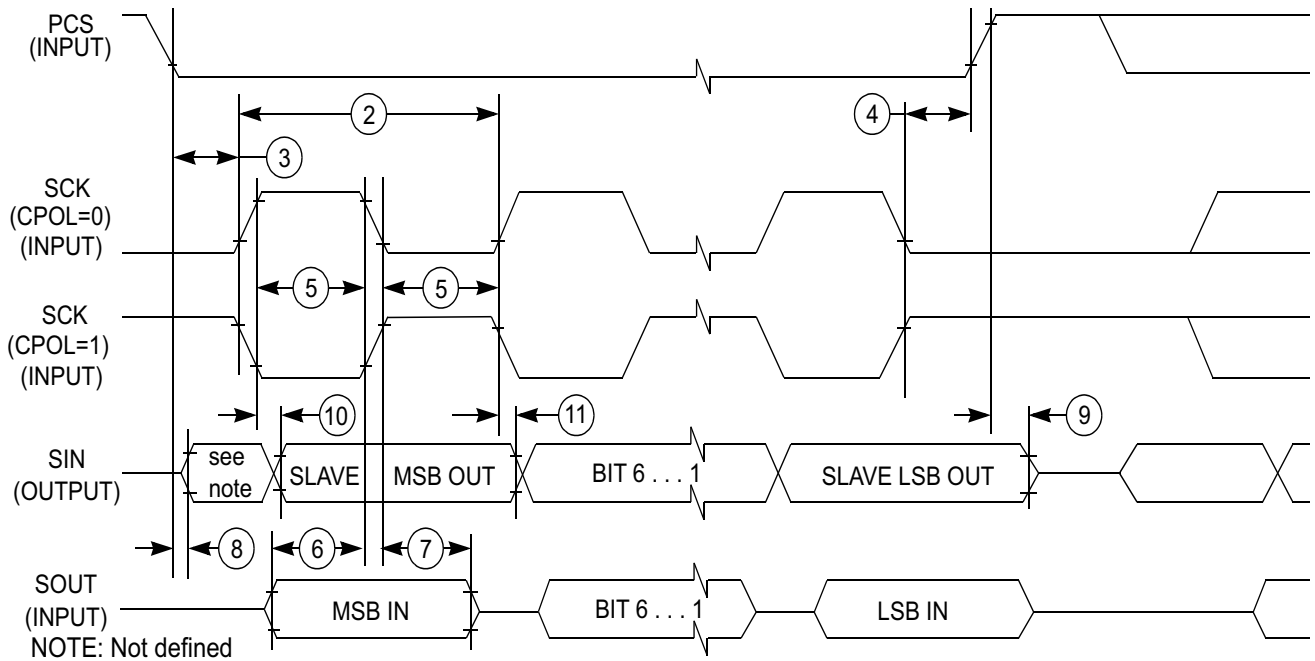 PCS
(INPUT)
2
4
3
SCK
(CPOL=0)
(INPUT)
5
5
SCK
(CPOL=1)
(INPUT)
10
11
9
SIN
(OUTPUT)
see
note
SLAVE
MSB OUT
BIT 6 . . . 1
SLAVE LSB OUT
8
6
7
SOUT
(INPUT)
MSB IN
BIT 6 . . . 1
LSB IN
NOTE: Not defined